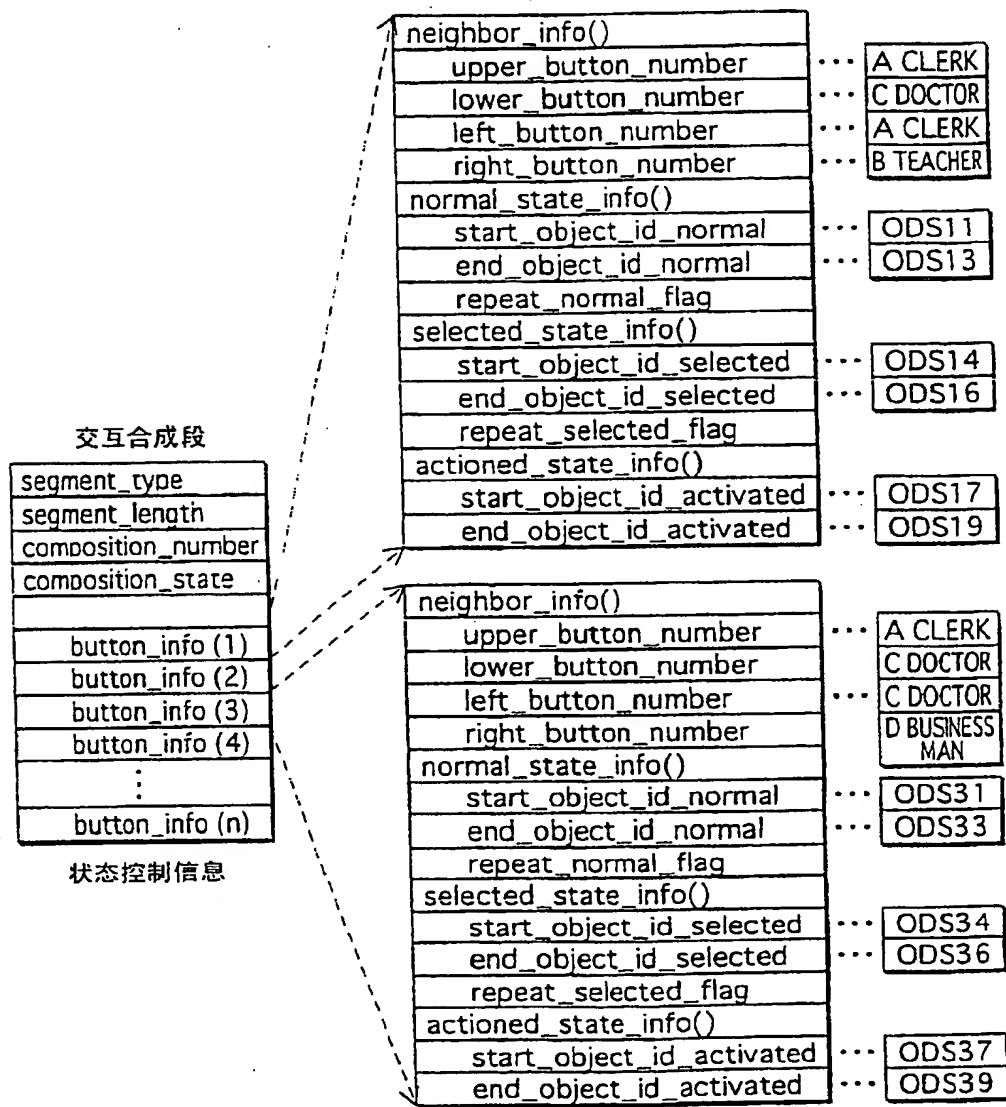 交互合成段
segment_type
segment_length
composition_number
composition_state
button_info (1)
button_info (2)
button_info (3)
button_info (4)
⋮
button_info (n)
状态控制信息
neighbor_info()
upper_button_number ··· A CLERK
lower_button_number ··· C DOCTOR
left_button_number ··· A CLERK
right_button_number ··· B TEACHER
normal_state_info()
start_object_id_normal ··· ODS11
end_object_id_normal ··· ODS13
repeat_normal_flag
selected_state_info()
start_object_id_selected ··· ODS14
end_object_id_selected ··· ODS16
repeat_selected_flag
actioned_state_info()
start_object_id_activated ··· ODS17
end_object_id_activated ··· ODS19
neighbor_info()
upper_button_number ··· A CLERK
lower_button_number C DOCTOR
left_button_number ··· C DOCTOR
right_button_number D BUSINESS
MAN
normal_state_info()
start_object_id_normal ··· ODS31
end_object_id_normal ··· ODS33
repeat_normal_flag
selected_state_info()
start_object_id_selected ··· ODS34
end_object_id_selected ··· ODS36
repeat_selected_flag
actioned_state_info()
start_object_id_activated ··· ODS37
end_object_id_activated ··· ODS39